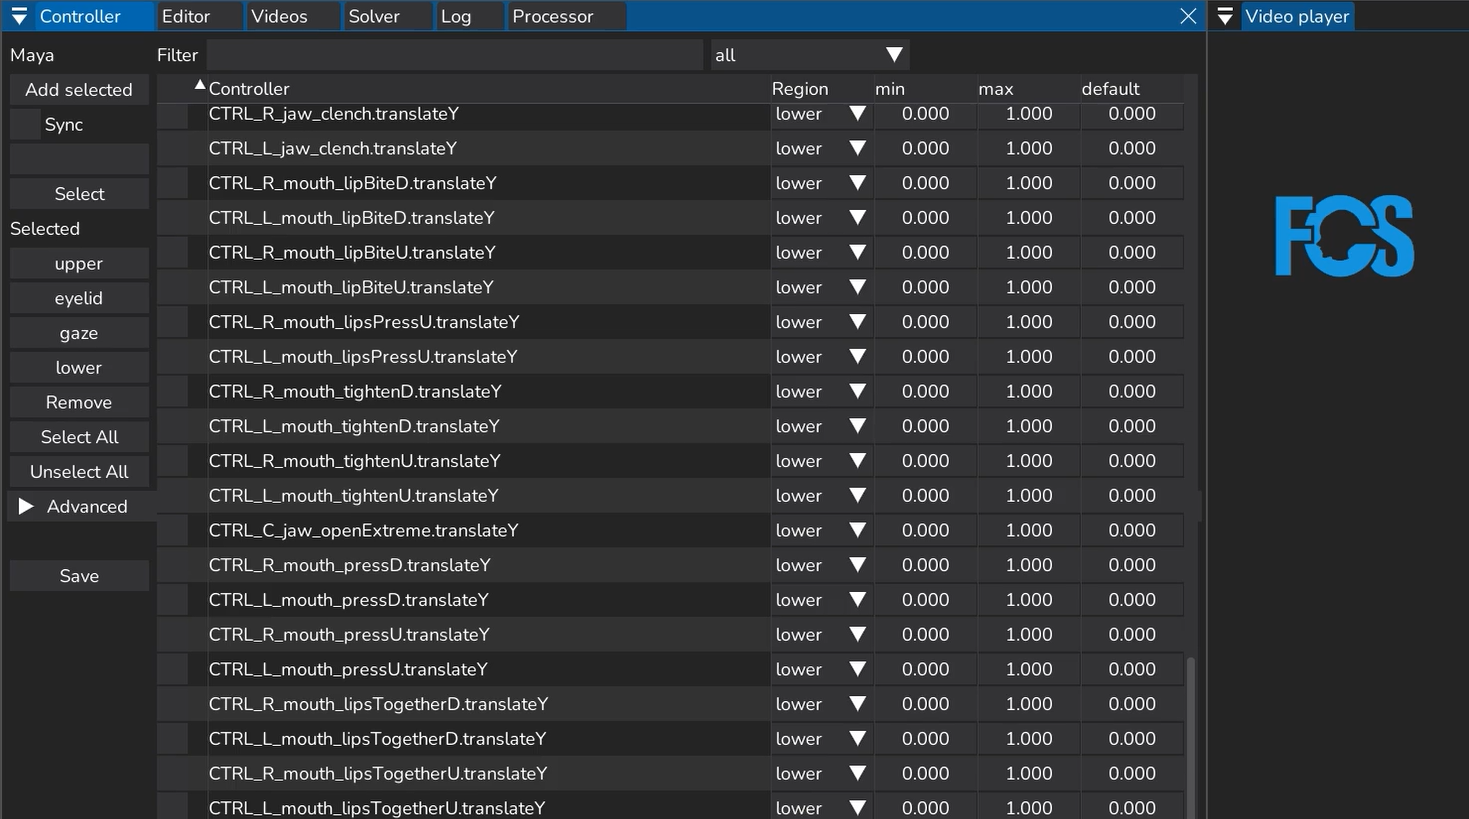 Controller Editor Videos Solver Log Processor Video player
Maya Filter all
Add selected Controller Region min max default
CTRL_R_jaw_clench.translateY lower 0.000 1.000 0.000
Sync
CTRL_L_jaw_clench.translateY lower 0.000 1.000 0.000
CTRL_R_mouth_lipBiteD.translateY lower 0.000 1.000 0.000
Select
CTRL_L_mouth_lipBiteD.translateY lower 0.000 1.000 0.000
Selected
CTRL_R_mouth_lipBiteU.translateY lower 0.000 1.000 0.000
FCS
upper
CTRL_L_mouth_lipBiteU.translateY lower 0.000 1.000 0.000
eyelid
CTRL_R_mouth_lipsPressU.translateY lower 0.000 1.000 0.000
gaze
CTRL_L_mouth_lipsPressU.translateY lower 0.000 1.000 0.000
lower
CTRL_R_mouth_tightenD.translateY lower 0.000 1.000 0.000
Remove
CTRL_L_mouth_tightenD.translateY lower 0.000 1.000 0.000
Select All
CTRL_R_mouth_tightenU.translateY lower 0.000 1.000 0.000
Unselect All
CTRL_L_mouth_tightenU.translateY lower 0.000 1.000 0.000
Advanced
CTRL_C_jaw_openExtreme.translateY lower 0.000 1.000 0.000
CTRL_R_mouth_pressD.translateY lower 0.000 1.000 0.000
Save
CTRL_L_mouth_pressD.translateY lower 0.000 1.000 0.000
CTRL_R_mouth_pressU.translateY lower 0.000 1.000 0.000
CTRL_L_mouth_pressU.translateY lower 0.000 1.000 0.000
CTRL_R_mouth_lipsTogetherD.translateY lower 0.000 1.000 0.000
CTRL_L_mouth_lipsTogetherD.translateY lower 0.000 1.000 0.000
CTRL_R_mouth_lipsTogetherU.translateY lower 0.000 1.000 0.000
CTRL_L_mouth_lipsTogetherU.translateY lower 0.000 1.000 0.000